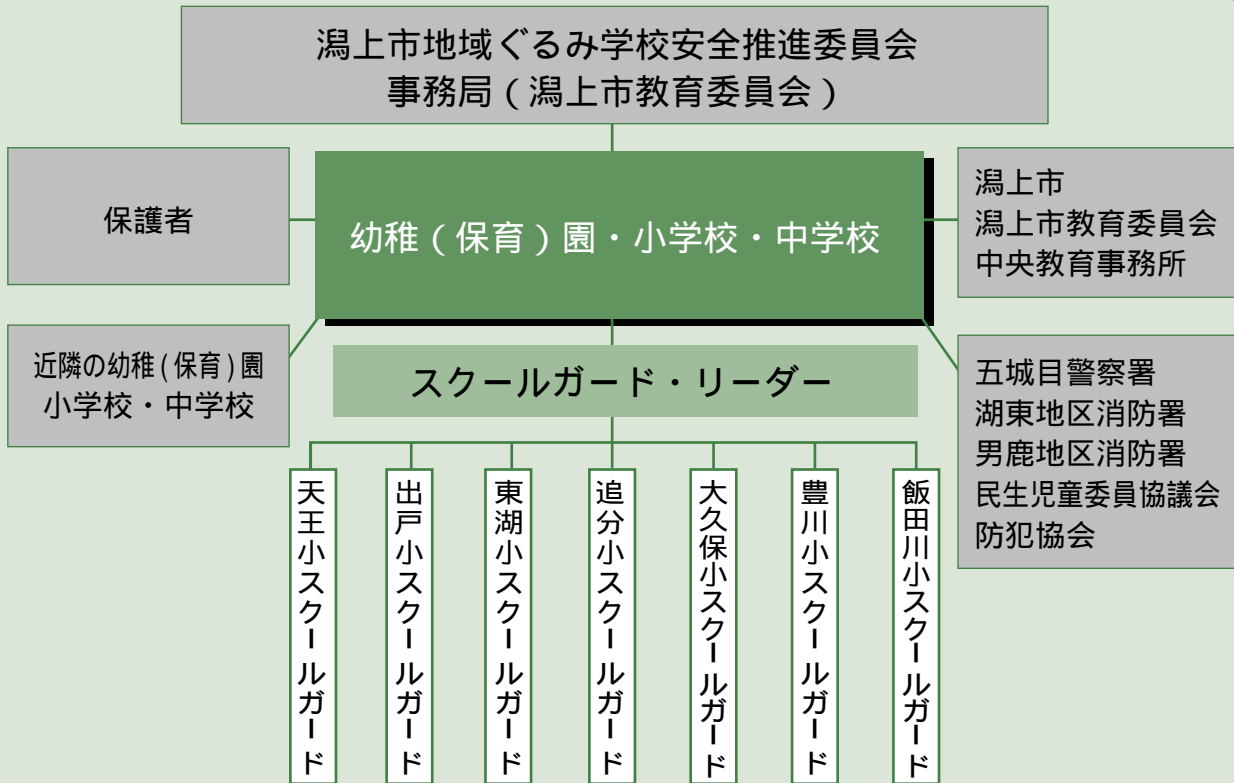 潟上市地域ぐるみ学校安全推進委員会
事務局(潟上市教育委員会)
保護者
幼稚(保育)園・小学校・中学校
潟上市
潟上市教育委員会
中央教育事務所
近隣の幼稚(保育)園
小学校・中学校
スクールガード・リーダー
五城目警察署
湖東地区消防署
男鹿地区消防署
民生児童委員協議会
防犯協会
天王小スクールガード
出戸小スクールガード
東湖小スクールガード
追分小スクールガード
大久保小スクールガード
豊川小スクールガード
飯田川小スクールガード